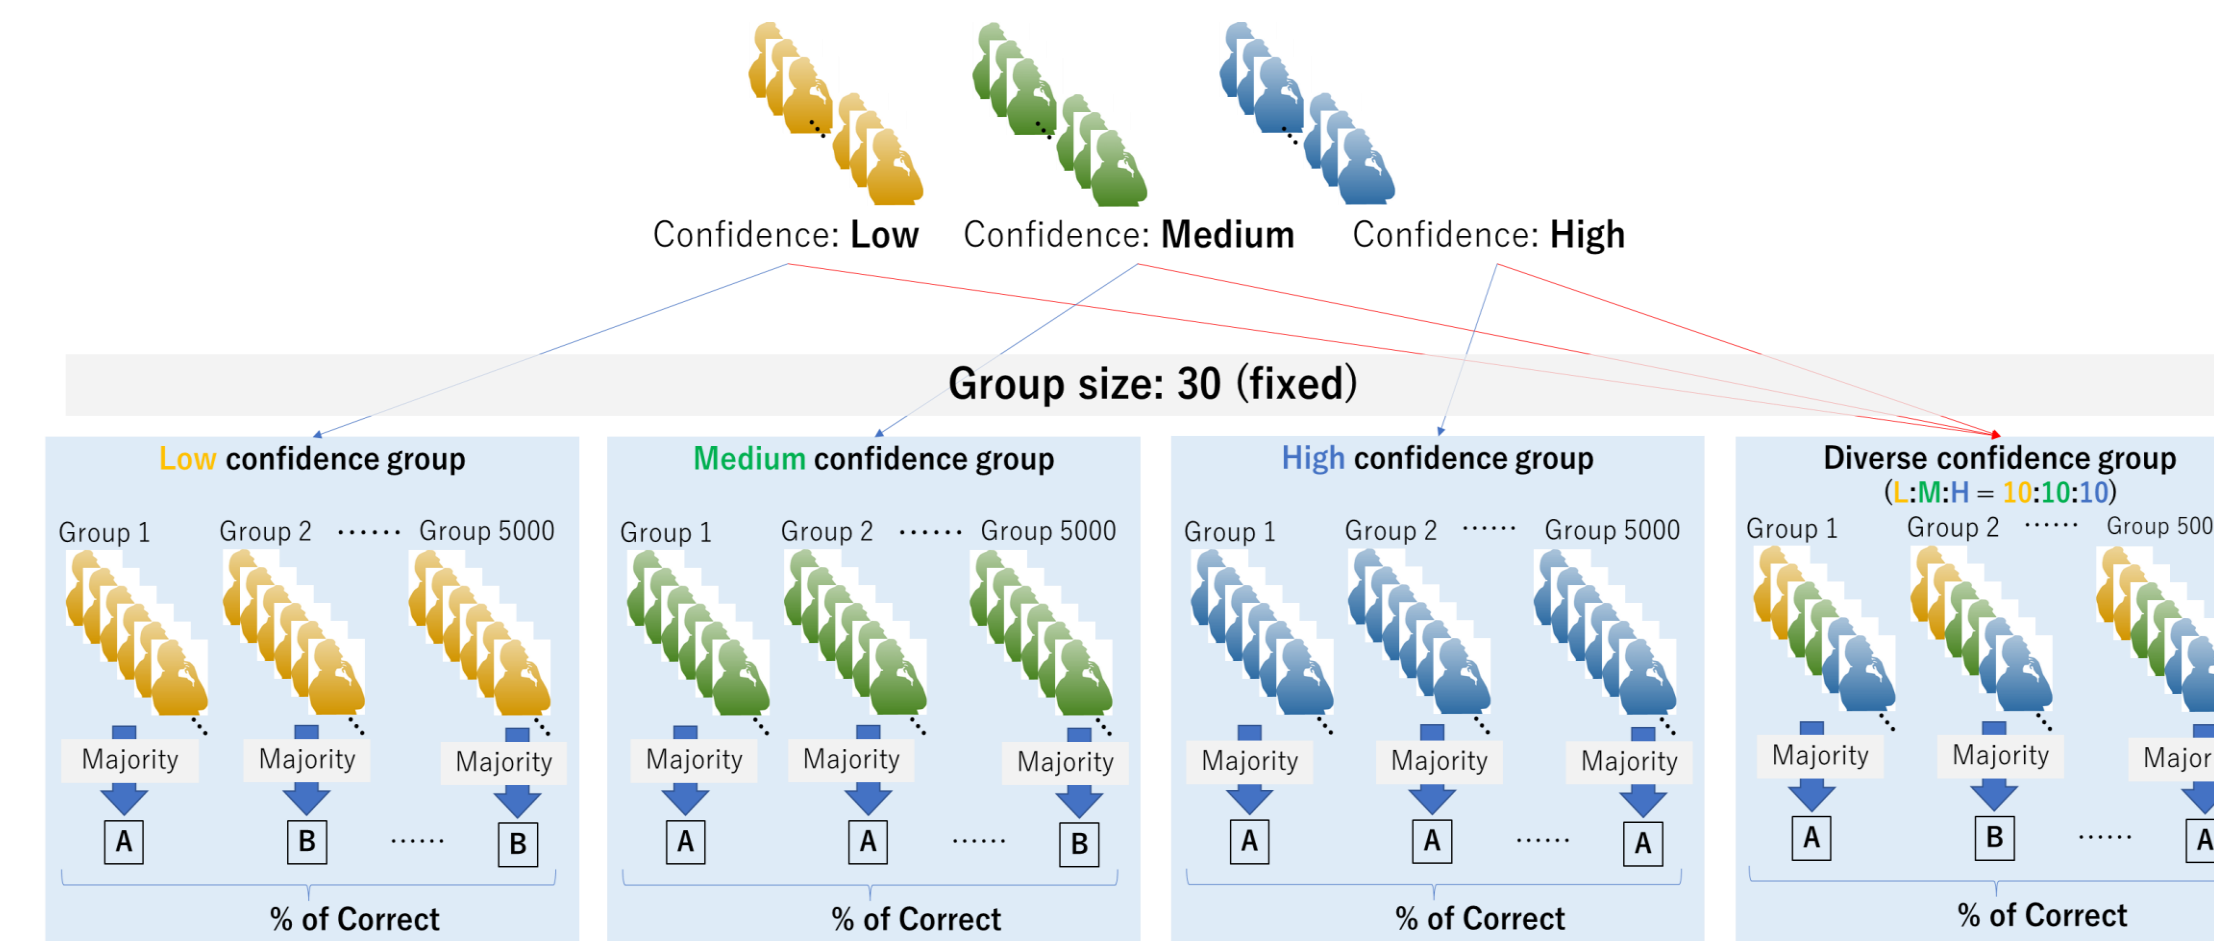 Confidence: Low
Confidence: Medium
Confidence: High
Group size: 30 (fixed)
Low confidence group
Group 1
Group 2
······
Group 5000
Majority
Majority
Majority
A
B
······
B
% of Correct
Medium confidence group
Group 1
Group 2
······
Group 5000
Majority
Majority
Majority
A
A
······
B
% of Correct
High confidence group
Group 1
Group 2
······
Group 5000
Majority
Majority
Majority
A
A
······
A
% of Correct
Diverse confidence group
(L:M:H = 10:10:10)
Group 1
Group 2
······
Group 500
Majority
Majority
Major
A
B
······
A
% of Correct